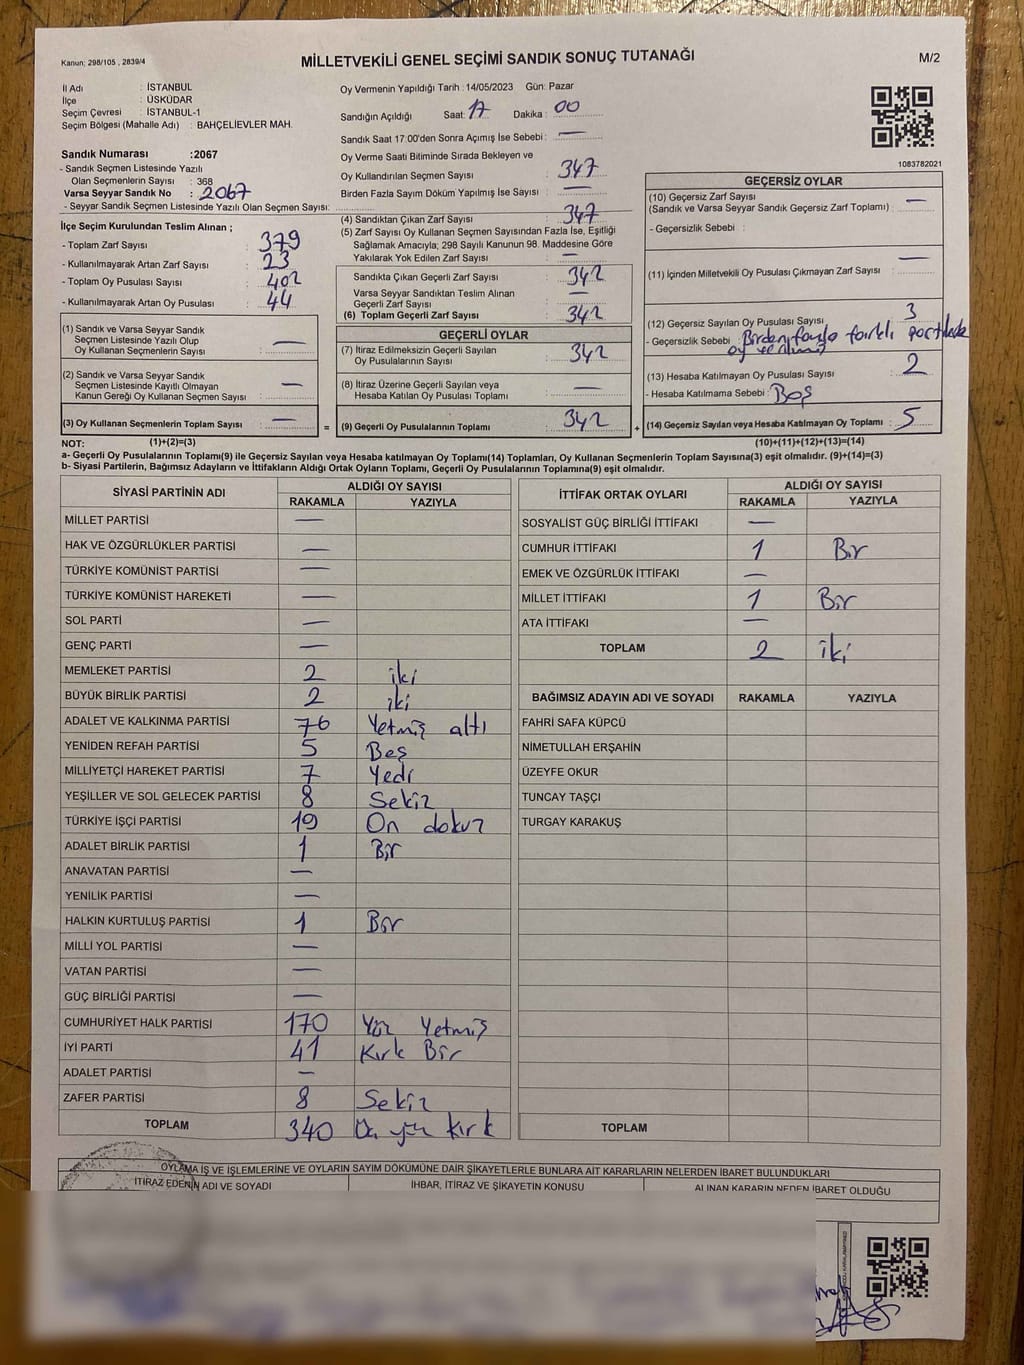 Kanun; 298/105 , 2839/4
MİLLETVEKİLİ GENEL SEÇİMİ SANDIK SONUÇ TUTANAĞI
M/2
İl Adı : İSTANBUL
İlçe : ÜSKÜDAR
Seçim Çevresi : İSTANBUL-1
Seçim Bölgesi (Mahalle Adı) : BAHÇELİEVLER MAH.
Sandık Numarası :2067
- Sandık Seçmen Listesinde Yazılı
Olan Seçmenlerin Sayısı : 368
Varsa Seyyar Sandık No : 2067
- Seyyar Sandık Seçmen Listesinde Yazılı Olan Seçmen Sayısı:
Oy Vermenin Yapıldığı Tarih : 14/05/2023 Gün: Pazar
Sandığın Açıldığı Saat: 17 Dakika : 00
Sandık Saat 17:00'den Sonra Açımış İse Sebebi : —
Oy Verme Saati Bitiminde Sırada Bekleyen ve
Oy Kullandırılan Seçmen Sayısı : 347
Birden Fazla Sayım Döküm Yapılmış İse Sayısı : —
1083782021
İlçe Seçim Kurulundan Teslim Alınan ;
- Toplam Zarf Sayısı : 379
- Kullanılmayarak Artan Zarf Sayısı : 23
- Toplam Oy Pusulası Sayısı : 402
- Kullanılmayarak Artan Oy Pusulası : 44
(4) Sandıktan Çıkan Zarf Sayısı : 347
(5) Zarf Sayısı Oy Kullanan Seçmen Sayısından Fazla İse, Eşitliği
Sağlamak Amacıyla; 298 Sayılı Kanunun 98. Maddesine Göre
Yakılarak Yok Edilen Zarf Sayısı : —
Sandıkta Çıkan Geçerli Zarf Sayısı : 342
Varsa Seyyar Sandıktan Teslim Alınan
Geçerli Zarf Sayısı : —
(6) Toplam Geçerli Zarf Sayısı : 342
GEÇERSİZ OYLAR
(10) Geçersiz Zarf Sayısı : —
(Sandık ve Varsa Seyyar Sandık Geçersiz Zarf Toplamı)
- Geçersizlik Sebebi :
(11) İçinden Milletvekili Oy Pusulası Çıkmayan Zarf Sayısı : —
(12) Geçersiz Sayılan Oy Pusulası Sayısı : 3
- Geçersizlik Sebebi : Birden fazla farklı partilere
oy verilmiş
(13) Hesaba Katılmayan Oy Pusulası Sayısı : 2
- Hesaba Katılmama Sebebi : Boş
(14) Geçersiz Sayılan veya Hesaba Katılmayan Oy Toplamı : 5
(1) Sandık ve Varsa Seyyar Sandık
Seçmen Listesinde Yazılı Olup
Oy Kullanan Seçmenlerin Sayısı : —
(2) Sandık ve Varsa Seyyar Sandık
Seçmen Listesinde Kayıtlı Olmayan
Kanun Gereği Oy Kullanan Seçmen Sayısı : —
(3) Oy Kullanan Seçmenlerin Toplam Sayısı : —
GEÇERLİ OYLAR
(7) İtiraz Edilmeksizin Geçerli Sayılan
Oy Pusulalarının Sayısı : 342
(8) İtiraz Üzerine Geçerli Sayılan veya
Hesaba Katılan Oy Pusulası Toplamı : —
= (9) Geçerli Oy Pusulalarının Toplamı : 342 +
NOT: (1)+(2)=(3)
(10)+(11)+(12)+(13)=(14)
a- Geçerli Oy Pusulalarının Toplamı(9) ile Geçersiz Sayılan veya Hesaba katılmayan Oy Toplamı(14) Toplamları, Oy Kullanan Seçmenlerin Toplam Sayısına(3) eşit olmalıdır. (9)+(14)=(3)
b- Siyasi Partilerin, Bağımsız Adayların ve İttifakların Aldığı Ortak Oyların Toplamı, Geçerli Oy Pusulalarının Toplamına(9) eşit olmalıdır.
SİYASİ PARTİNİN ADI ALDIĞI OY SAYISI
RAKAMLA YAZIYLA
MİLLET PARTİSİ —
HAK VE ÖZGÜRLÜKLER PARTİSİ —
TÜRKİYE KOMÜNİST PARTİSİ —
TÜRKİYE KOMÜNİST HAREKETİ —
SOL PARTİ —
GENÇ PARTİ —
MEMLEKET PARTİSİ 2 iki
BÜYÜK BİRLİK PARTİSİ 2 iki
ADALET VE KALKINMA PARTİSİ 76 Yetmiş altı
YENİDEN REFAH PARTİSİ 5 Beş
MİLLİYETÇİ HAREKET PARTİSİ 7 Yedi
YEŞİLLER VE SOL GELECEK PARTİSİ 8 Sekiz
TÜRKİYE İŞÇİ PARTİSİ 19 On dokuz
ADALET BİRLİK PARTİSİ 1 Bir
ANAVATAN PARTİSİ —
YENİLİK PARTİSİ —
HALKIN KURTULUŞ PARTİSİ 1 Bir
MİLLİ YOL PARTİSİ —
VATAN PARTİSİ —
GÜÇ BİRLİĞİ PARTİSİ —
CUMHURİYET HALK PARTİSİ 170 Yüz Yetmiş
İYİ PARTİ 41 Kırk Bir
ADALET PARTİSİ —
ZAFER PARTİSİ 8 Sekiz
TOPLAM 340 Üç yüz kırk
İTTİFAK ORTAK OYLARI ALDIĞI OY SAYISI
RAKAMLA YAZIYLA
SOSYALİST GÜÇ BİRLİĞİ İTTİFAKI —
CUMHUR İTTİFAKI 1 Bir
EMEK VE ÖZGÜRLÜK İTTİFAKI —
MİLLET İTTİFAKI 1 Bir
ATA İTTİFAKI —
TOPLAM 2 iki
BAĞIMSIZ ADAYIN ADI VE SOYADI RAKAMLA YAZIYLA
FAHRİ SAFA KÜPCÜ
NİMETULLAH ERŞAHİN
ÜZEYFE OKUR
TUNCAY TAŞÇI
TURGAY KARAKUŞ
TOPLAM
OYLAMA İŞ VE İŞLEMLERİNE VE OYLARIN SAYIM DÖKÜMÜNE DAİR ŞİKAYETLERLE BUNLARA AİT KARARLARIN NELERDEN İBARET BULUNDUKLARI
İTİRAZ EDENİN ADI VE SOYADI İHBAR, İTİRAZ VE ŞİKAYETİN KONUSU ALINAN KARARIN NEDEN İBARET OLDUĞU